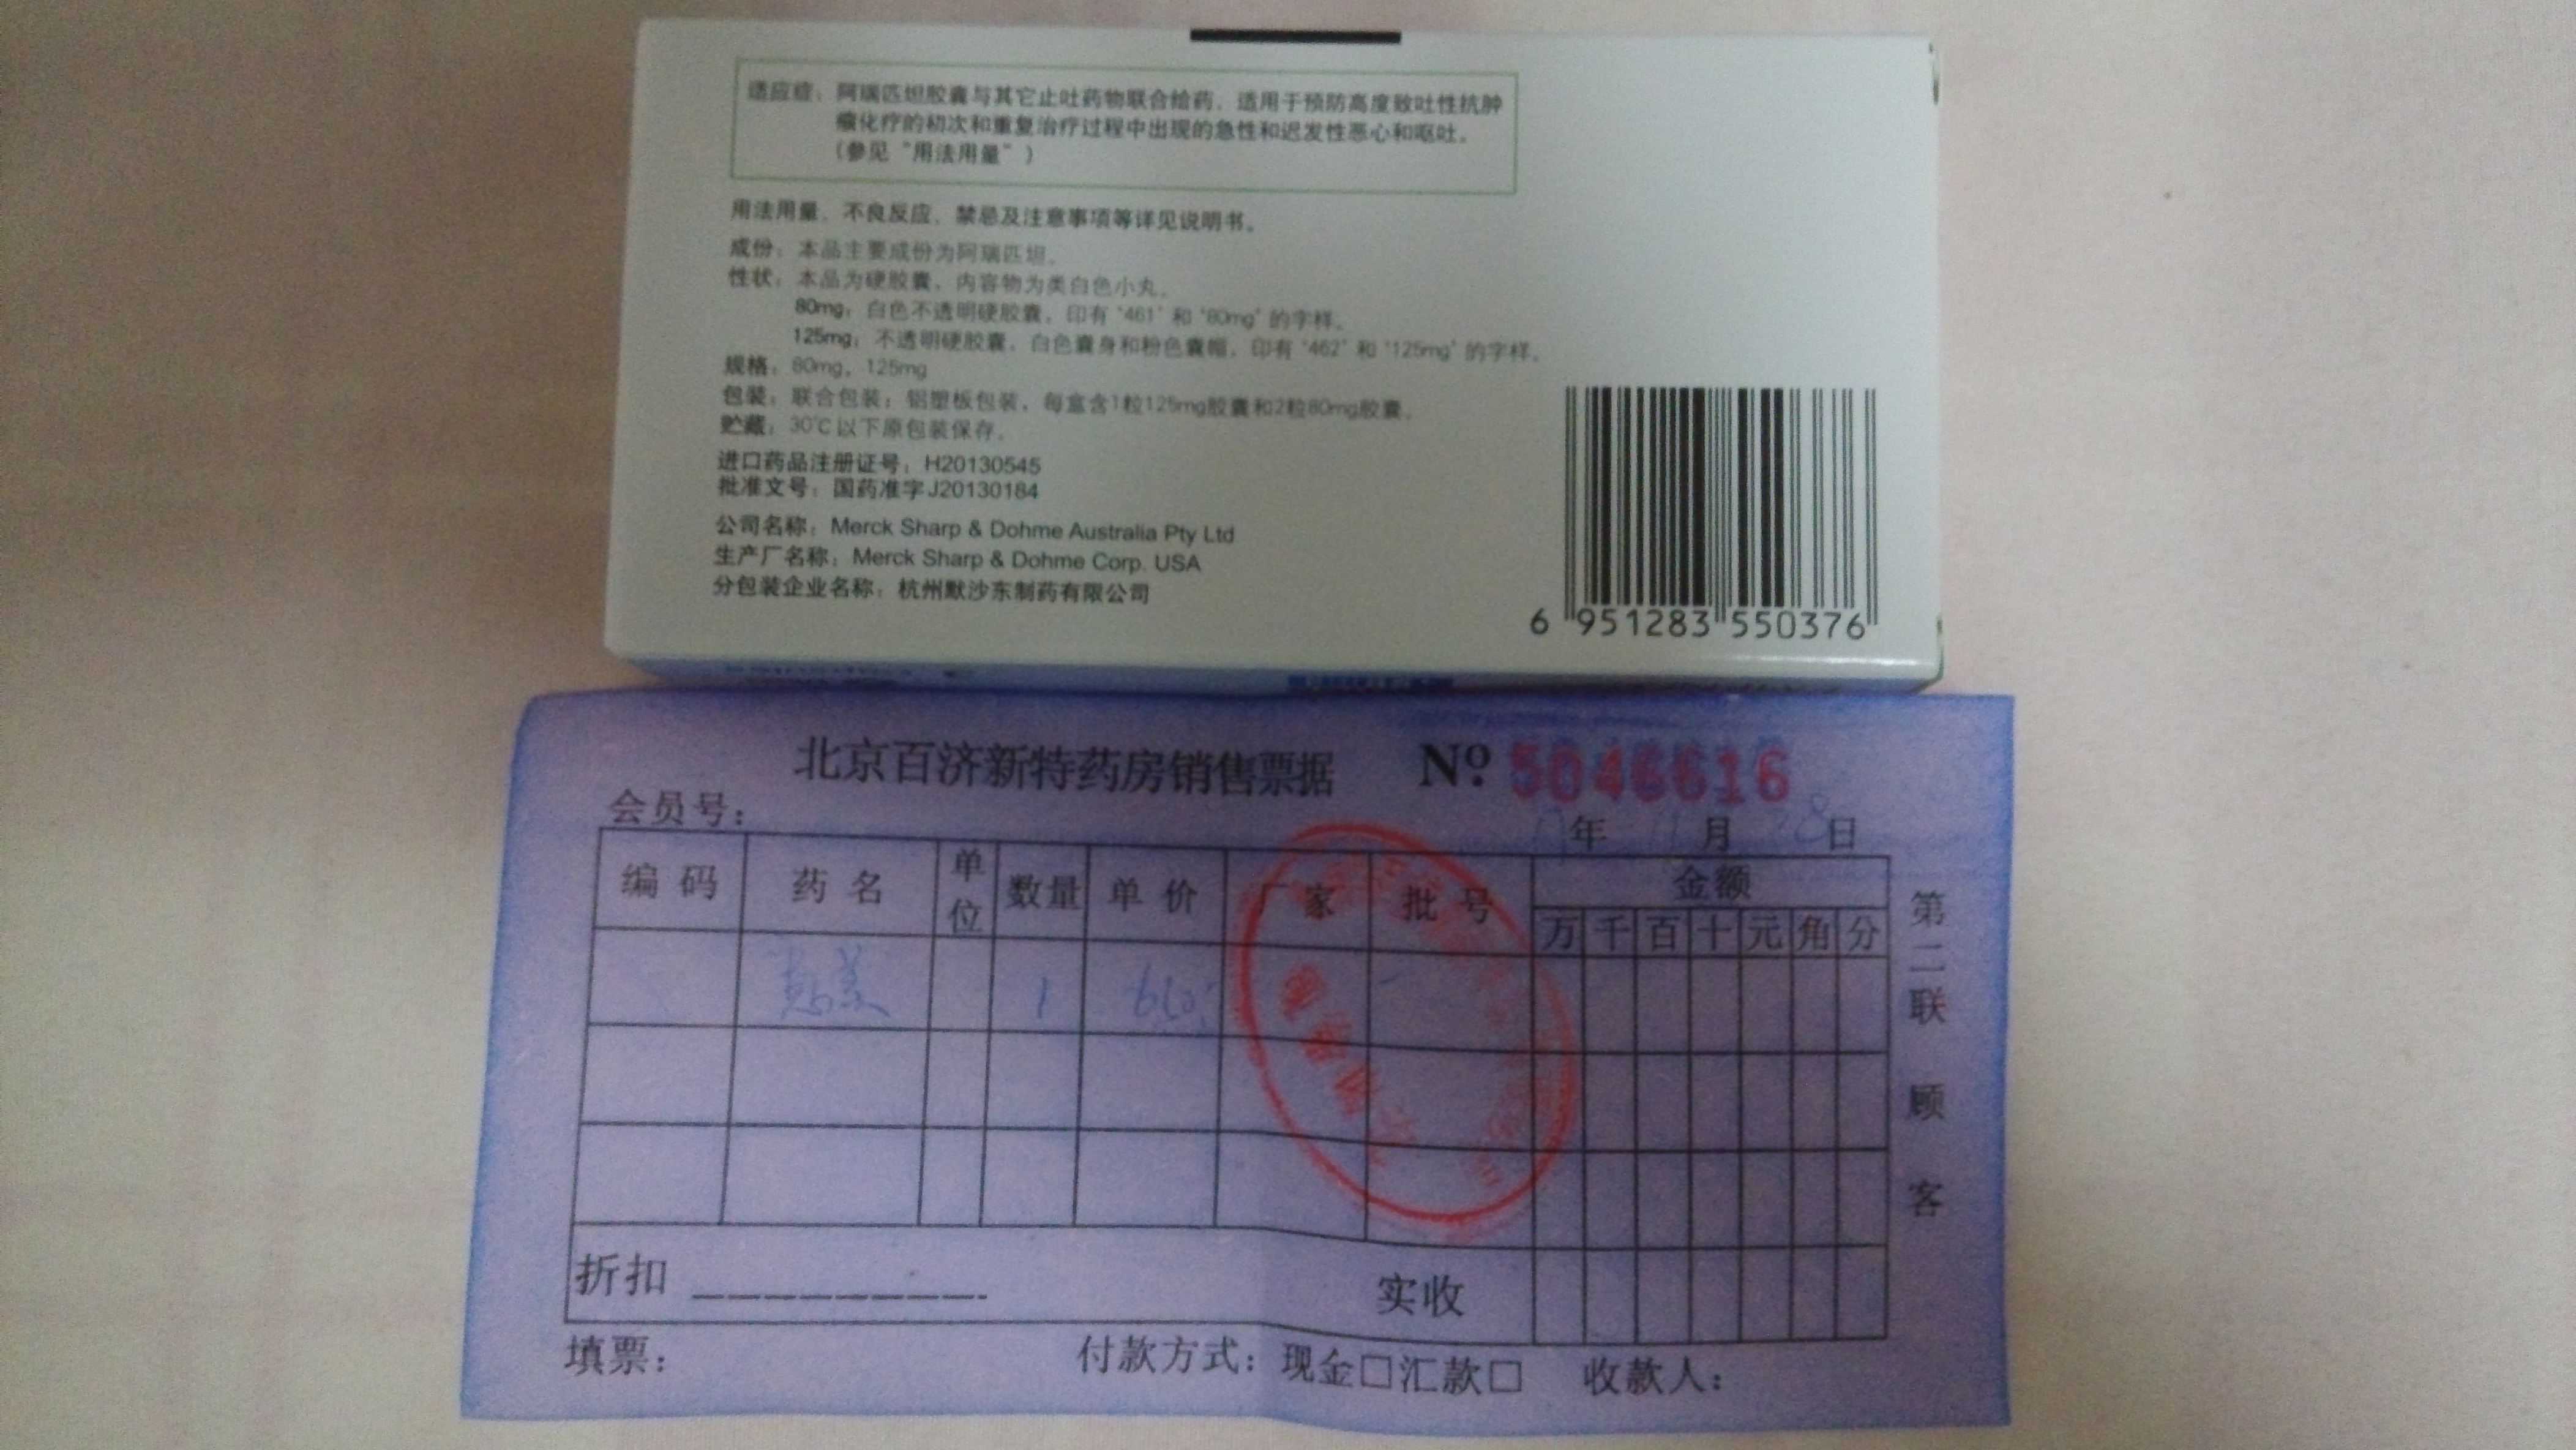 适应症：阿瑞匹坦胶囊与其它止吐药物联合给药，适用于预防高度致吐性抗肿
瘤化疗的初次和重复治疗过程中出现的急性和迟发性恶心和呕吐。
（参见“用法用量”）
用法用量、不良反应、禁忌及注意事项等详见说明书。
成份：本品主要成份为阿瑞匹坦。
性状：本品为硬胶囊，内容物为类白色小丸。
80mg：白色不透明硬胶囊，印有‘461’和‘80mg’的字样。
125mg：不透明硬胶囊，白色囊身和粉色囊帽，印有‘462’和‘125mg’的字样。
规格：80mg，125mg
包装：联合包装：铝塑板包装，每盒含1粒125mg胶囊和2粒80mg胶囊。
贮藏：30℃以下原包装保存。
进口药品注册证号：H20130545
批准文号：国药准字J20130184
公司名称：Merck Sharp & Dohme Australia Pty Ltd
生产厂名称：Merck Sharp & Dohme Corp. USA
分包装企业名称：杭州默沙东制药有限公司
6 951283 550376
北京百济新特药房销售票据 No. 5046616
会员号：
年 月 日
编码 药名 单位 数量 单价 厂家 批号 金额
万 千 百 十 元 角 分
1
折扣 实收
填票： 付款方式：现金□汇款□ 收款人：
第二联 顾客